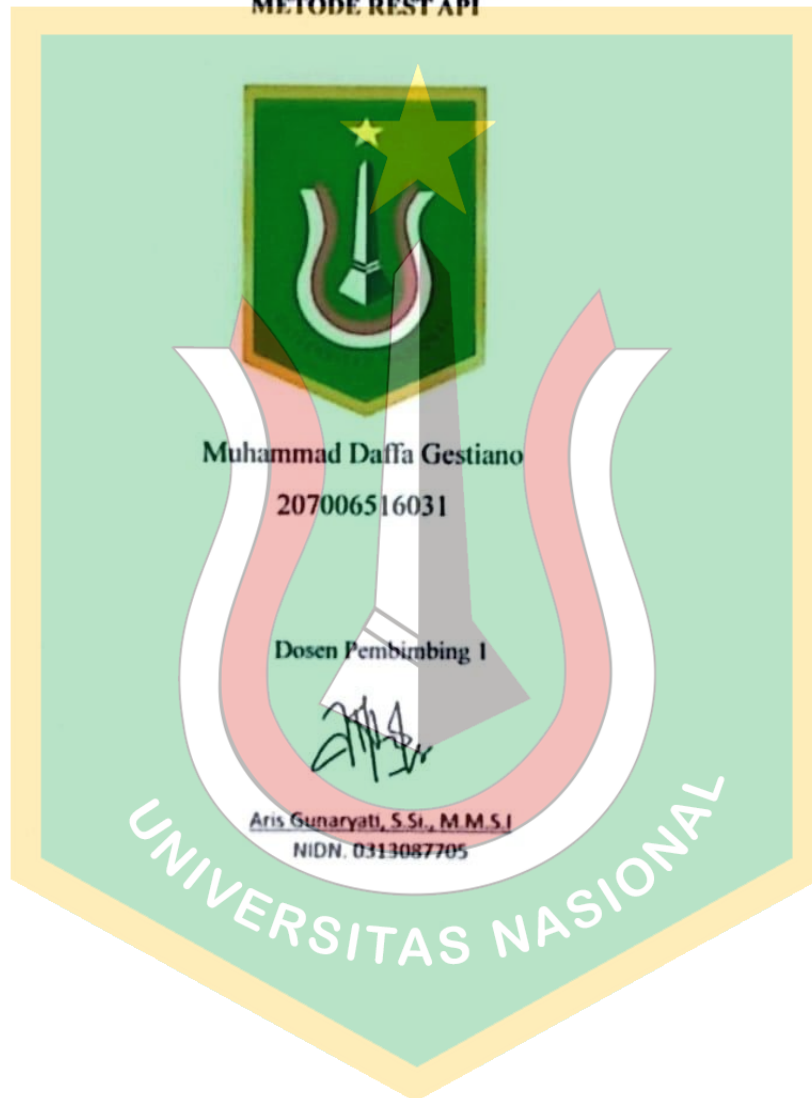 METODE REST API
Muhammad Daffa Gestiano
207006516031
Dosen Pembimbing 1
Aris Gunaryati, S.Si., M.M.S.I
NIDN. 0313087705
UNIVERSITAS NASIONAL